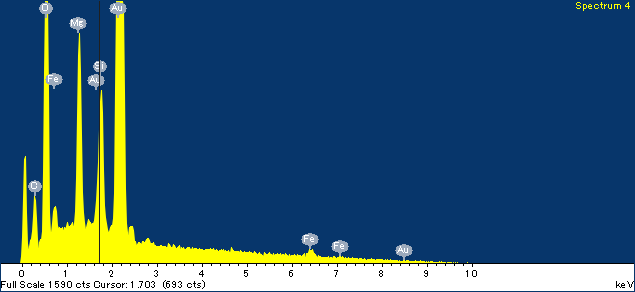 Spectrum 4
O
Mg
Au
Si
Fe
Au
C
Fe
Fe
Au
0 1 2 3 4 5 6 7 8 9 10
Full Scale 1590 cts Cursor: 1.703 (693 cts) keV